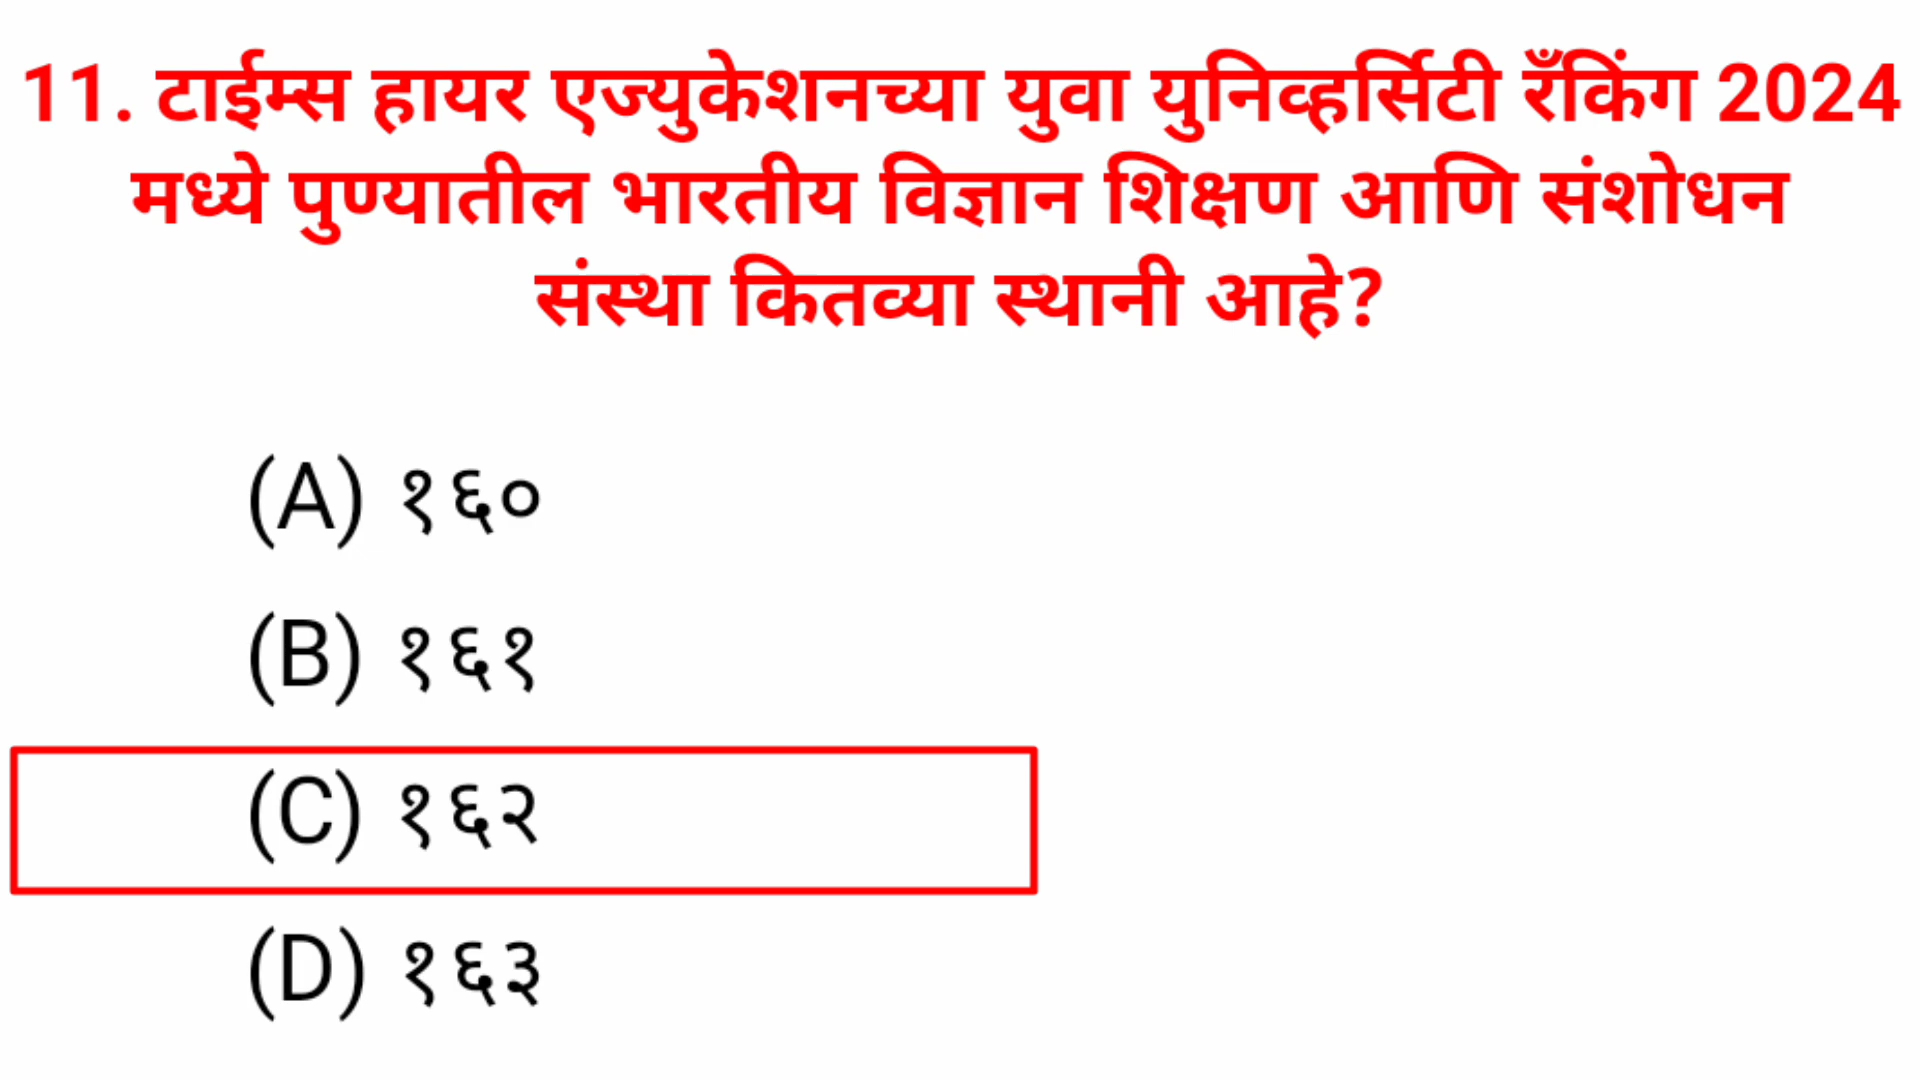 11. टाईम्स हायर एज्युकेशनच्या युवा युनिव्हर्सिटी रँकिंग 2024
मध्ये पुण्यातील भारतीय विज्ञान शिक्षण आणि संशोधन
संस्था कितव्या स्थानी आहे?
(A) १६०
(B) १६१
(C) १६२
(D) १६३